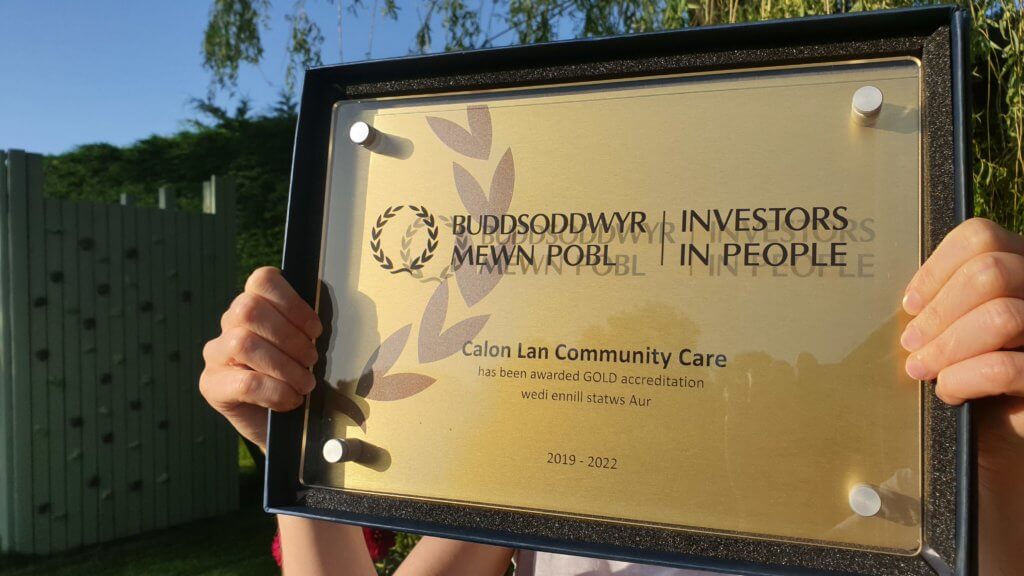 BUDDSODDWYR | INVESTORS
MEWN POBL | IN PEOPLE
Calon Lan Community Care
has been awarded GOLD accreditation
wedi ennill statws Aur
2019 - 2022